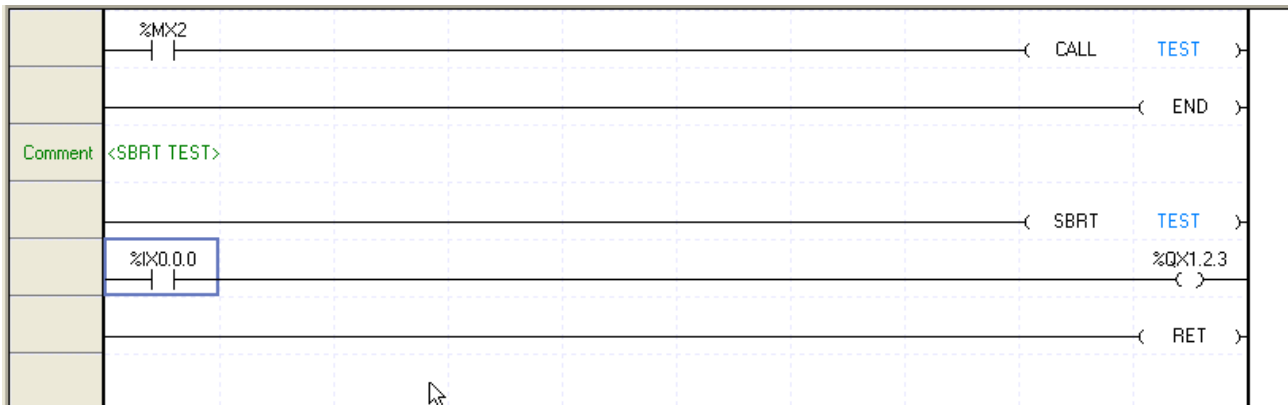 %MX2
CALL TEST
END
Comment <SBRT TEST>
SBRT TEST
%IX0.0.0 %QX1.2.3
RET